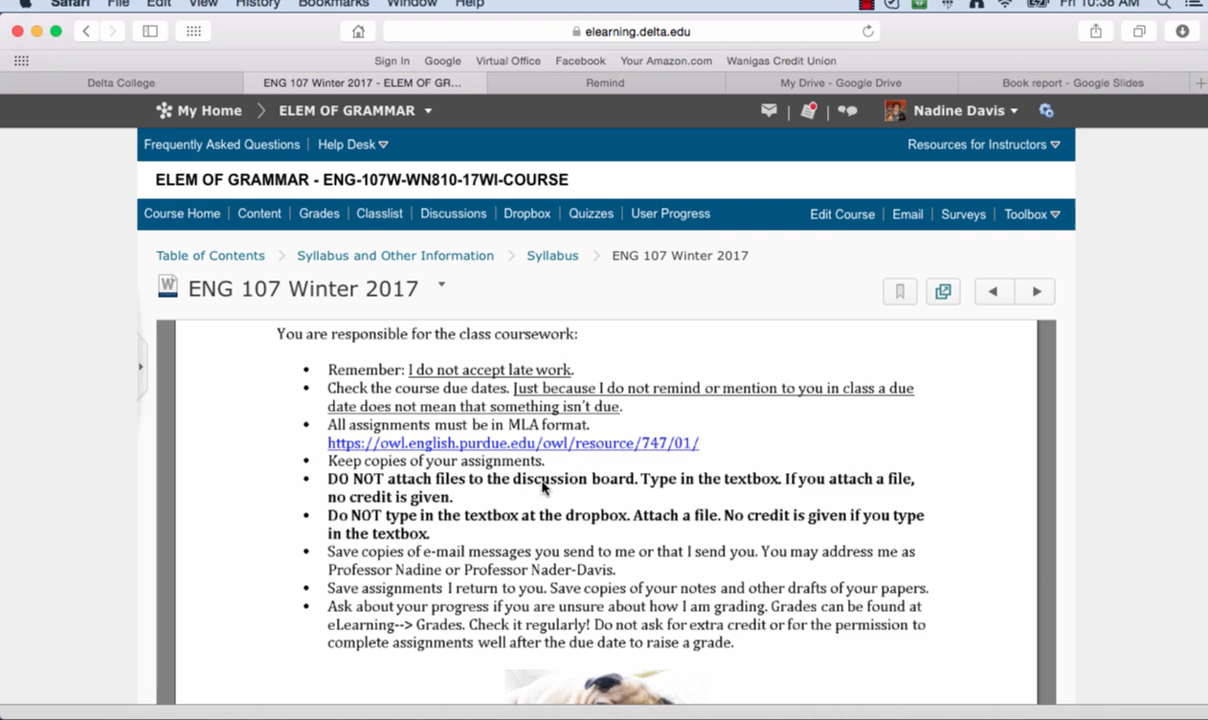 Safari File Edit View History Bookmarks Window Help Fri 10:38 AM
elearning.delta.edu
Sign In Google Virtual Office Facebook Your Amazon.com Wanigas Credit Union
Delta College ENG 107 Winter 2017 - ELEM OF GR... Remind My Drive - Google Drive Book report - Google Slides
My Home ELEM OF GRAMMAR Nadine Davis
Frequently Asked Questions Help Desk Resources for Instructors
ELEM OF GRAMMAR - ENG-107W-WN810-17WI-COURSE
Course Home Content Grades Classlist Discussions Dropbox Quizzes User Progress Edit Course Email Surveys Toolbox
Table of Contents Syllabus and Other Information Syllabus ENG 107 Winter 2017
W ENG 107 Winter 2017
You are responsible for the class coursework:
• Remember: I do not accept late work.
• Check the course due dates. Just because I do not remind or mention to you in class a due
date does not mean that something isn't due.
• All assignments must be in MLA format.
https://owl.english.purdue.edu/owl/resource/747/01/
• Keep copies of your assignments.
• DO NOT attach files to the discussion board. Type in the textbox. If you attach a file,
no credit is given.
• Do NOT type in the textbox at the dropbox. Attach a file. No credit is given if you type
in the textbox.
• Save copies of e-mail messages you send to me or that I send you. You may address me as
Professor Nadine or Professor Nader-Davis.
• Save assignments I return to you. Save copies of your notes and other drafts of your papers.
• Ask about your progress if you are unsure about how I am grading. Grades can be found at
eLearning--> Grades. Check it regularly! Do not ask for extra credit or for the permission to
complete assignments well after the due date to raise a grade.